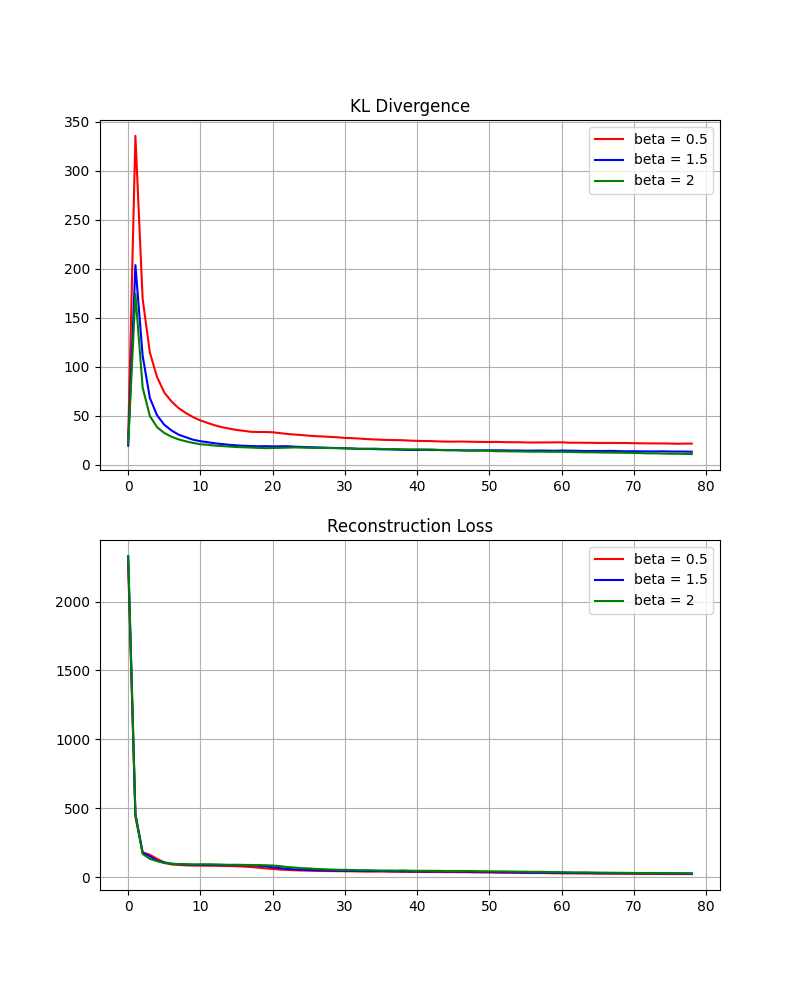 KL Divergence
350
300
250
200
150
100
50
0
beta = 0.5
beta = 1.5
beta = 2
0 10 20 30 40 50 60 70 80
Reconstruction Loss
2000
1500
1000
500
0
beta = 0.5
beta = 1.5
beta = 2
0 10 20 30 40 50 60 70 80